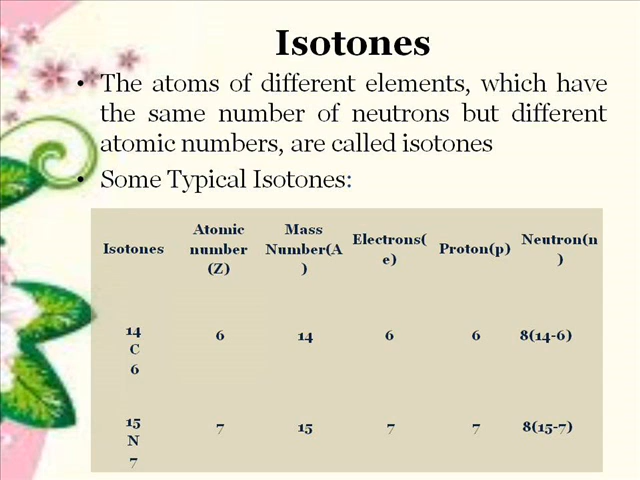 Isotones
• The atoms of different elements, which have
the same number of neutrons but different
atomic numbers, are called isotones
• Some Typical Isotones:
Isotones Atomic number (Z) Mass Number(A) Electrons(e) Proton(p) Neutron(n)
14
C
6
6 14 6 6 8(14-6)
15
N
7
7 15 7 7 8(15-7)